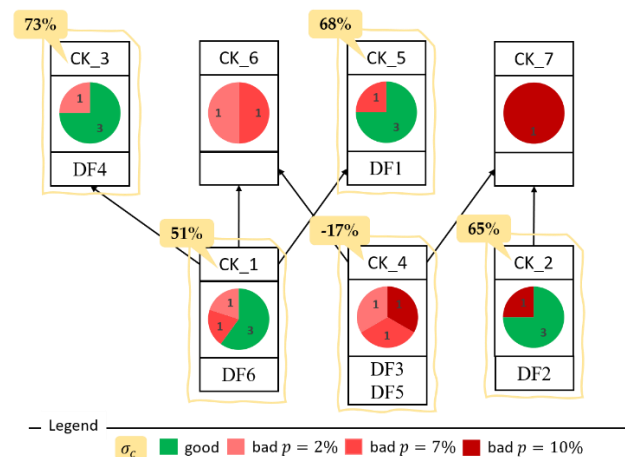 73%
68%
CK_3
CK_6
CK_5
CK_7
1
3
1
1
1
3
1
DF4
DF1
51%
-17%
65%
CK_1
CK_4
CK_2
1
1
3
1
1
1
1
3
DF6
DF3
DF5
DF2
Legend
σc good bad p = 2% bad p = 7% bad p = 10%